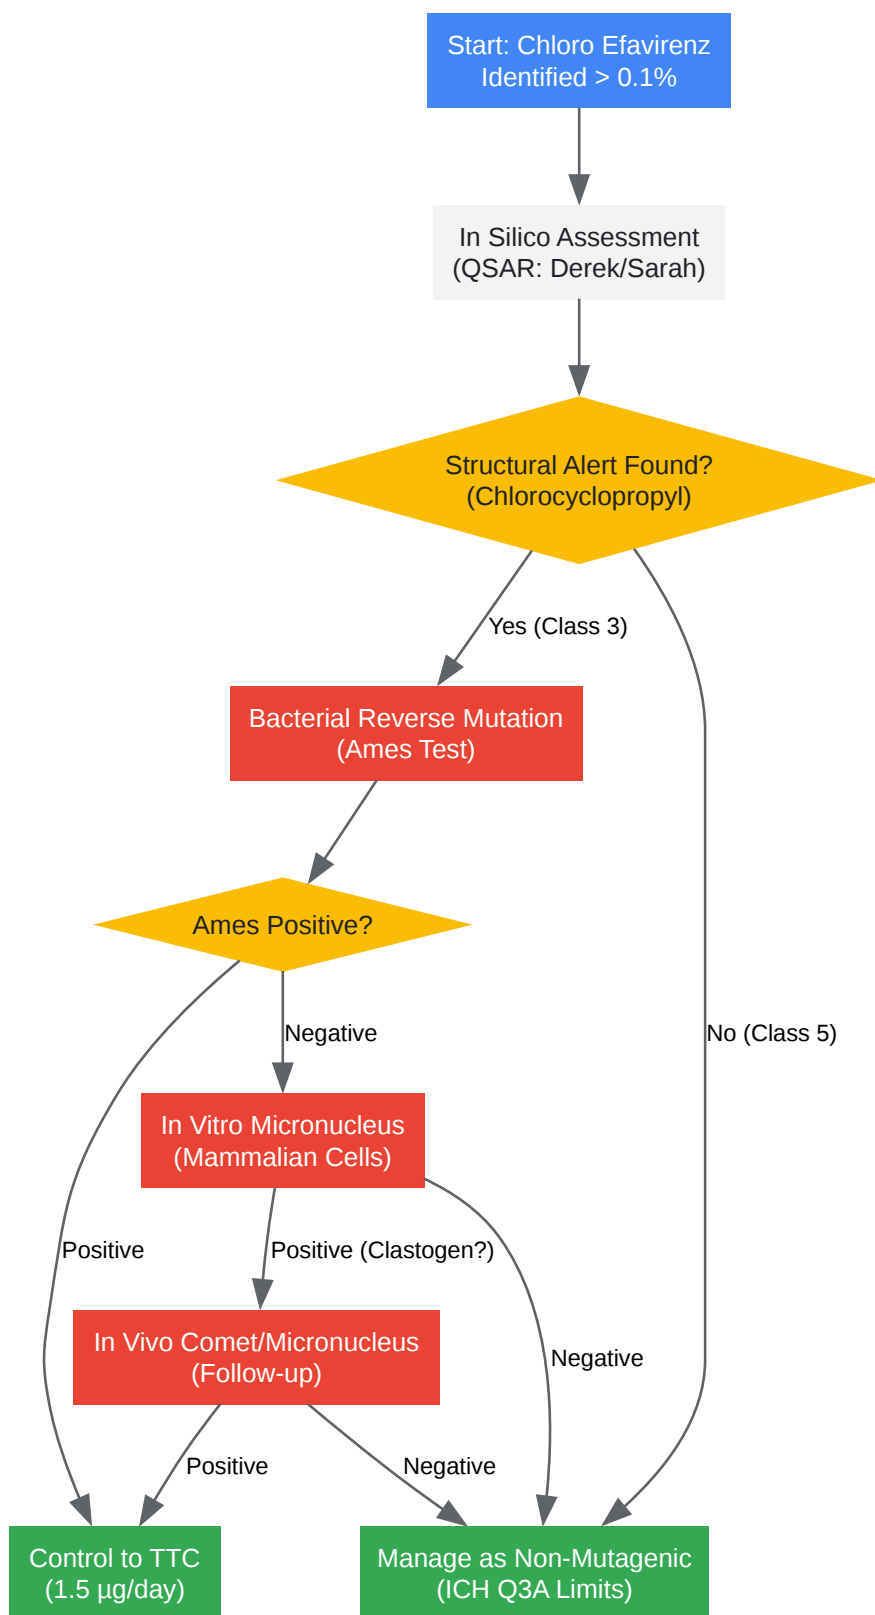 Start: Chloro Efavirenz
Identified > 0.1%
In Silico Assessment
(QSAR: Derek/Sarah)
Structural Alert Found?
(Chlorocyclopropyl)
Yes (Class 3)
Bacterial Reverse Mutation
(Ames Test)
Ames Positive?
Negative
No (Class 5)
In Vitro Micronucleus
(Mammalian Cells)
Positive
Positive (Clastogen?)
In Vivo Comet/Micronucleus
(Follow-up)
Negative
Positive
Negative
Control to TTC
(1.5 µg/day)
Manage as Non-Mutagenic
(ICH Q3A Limits)